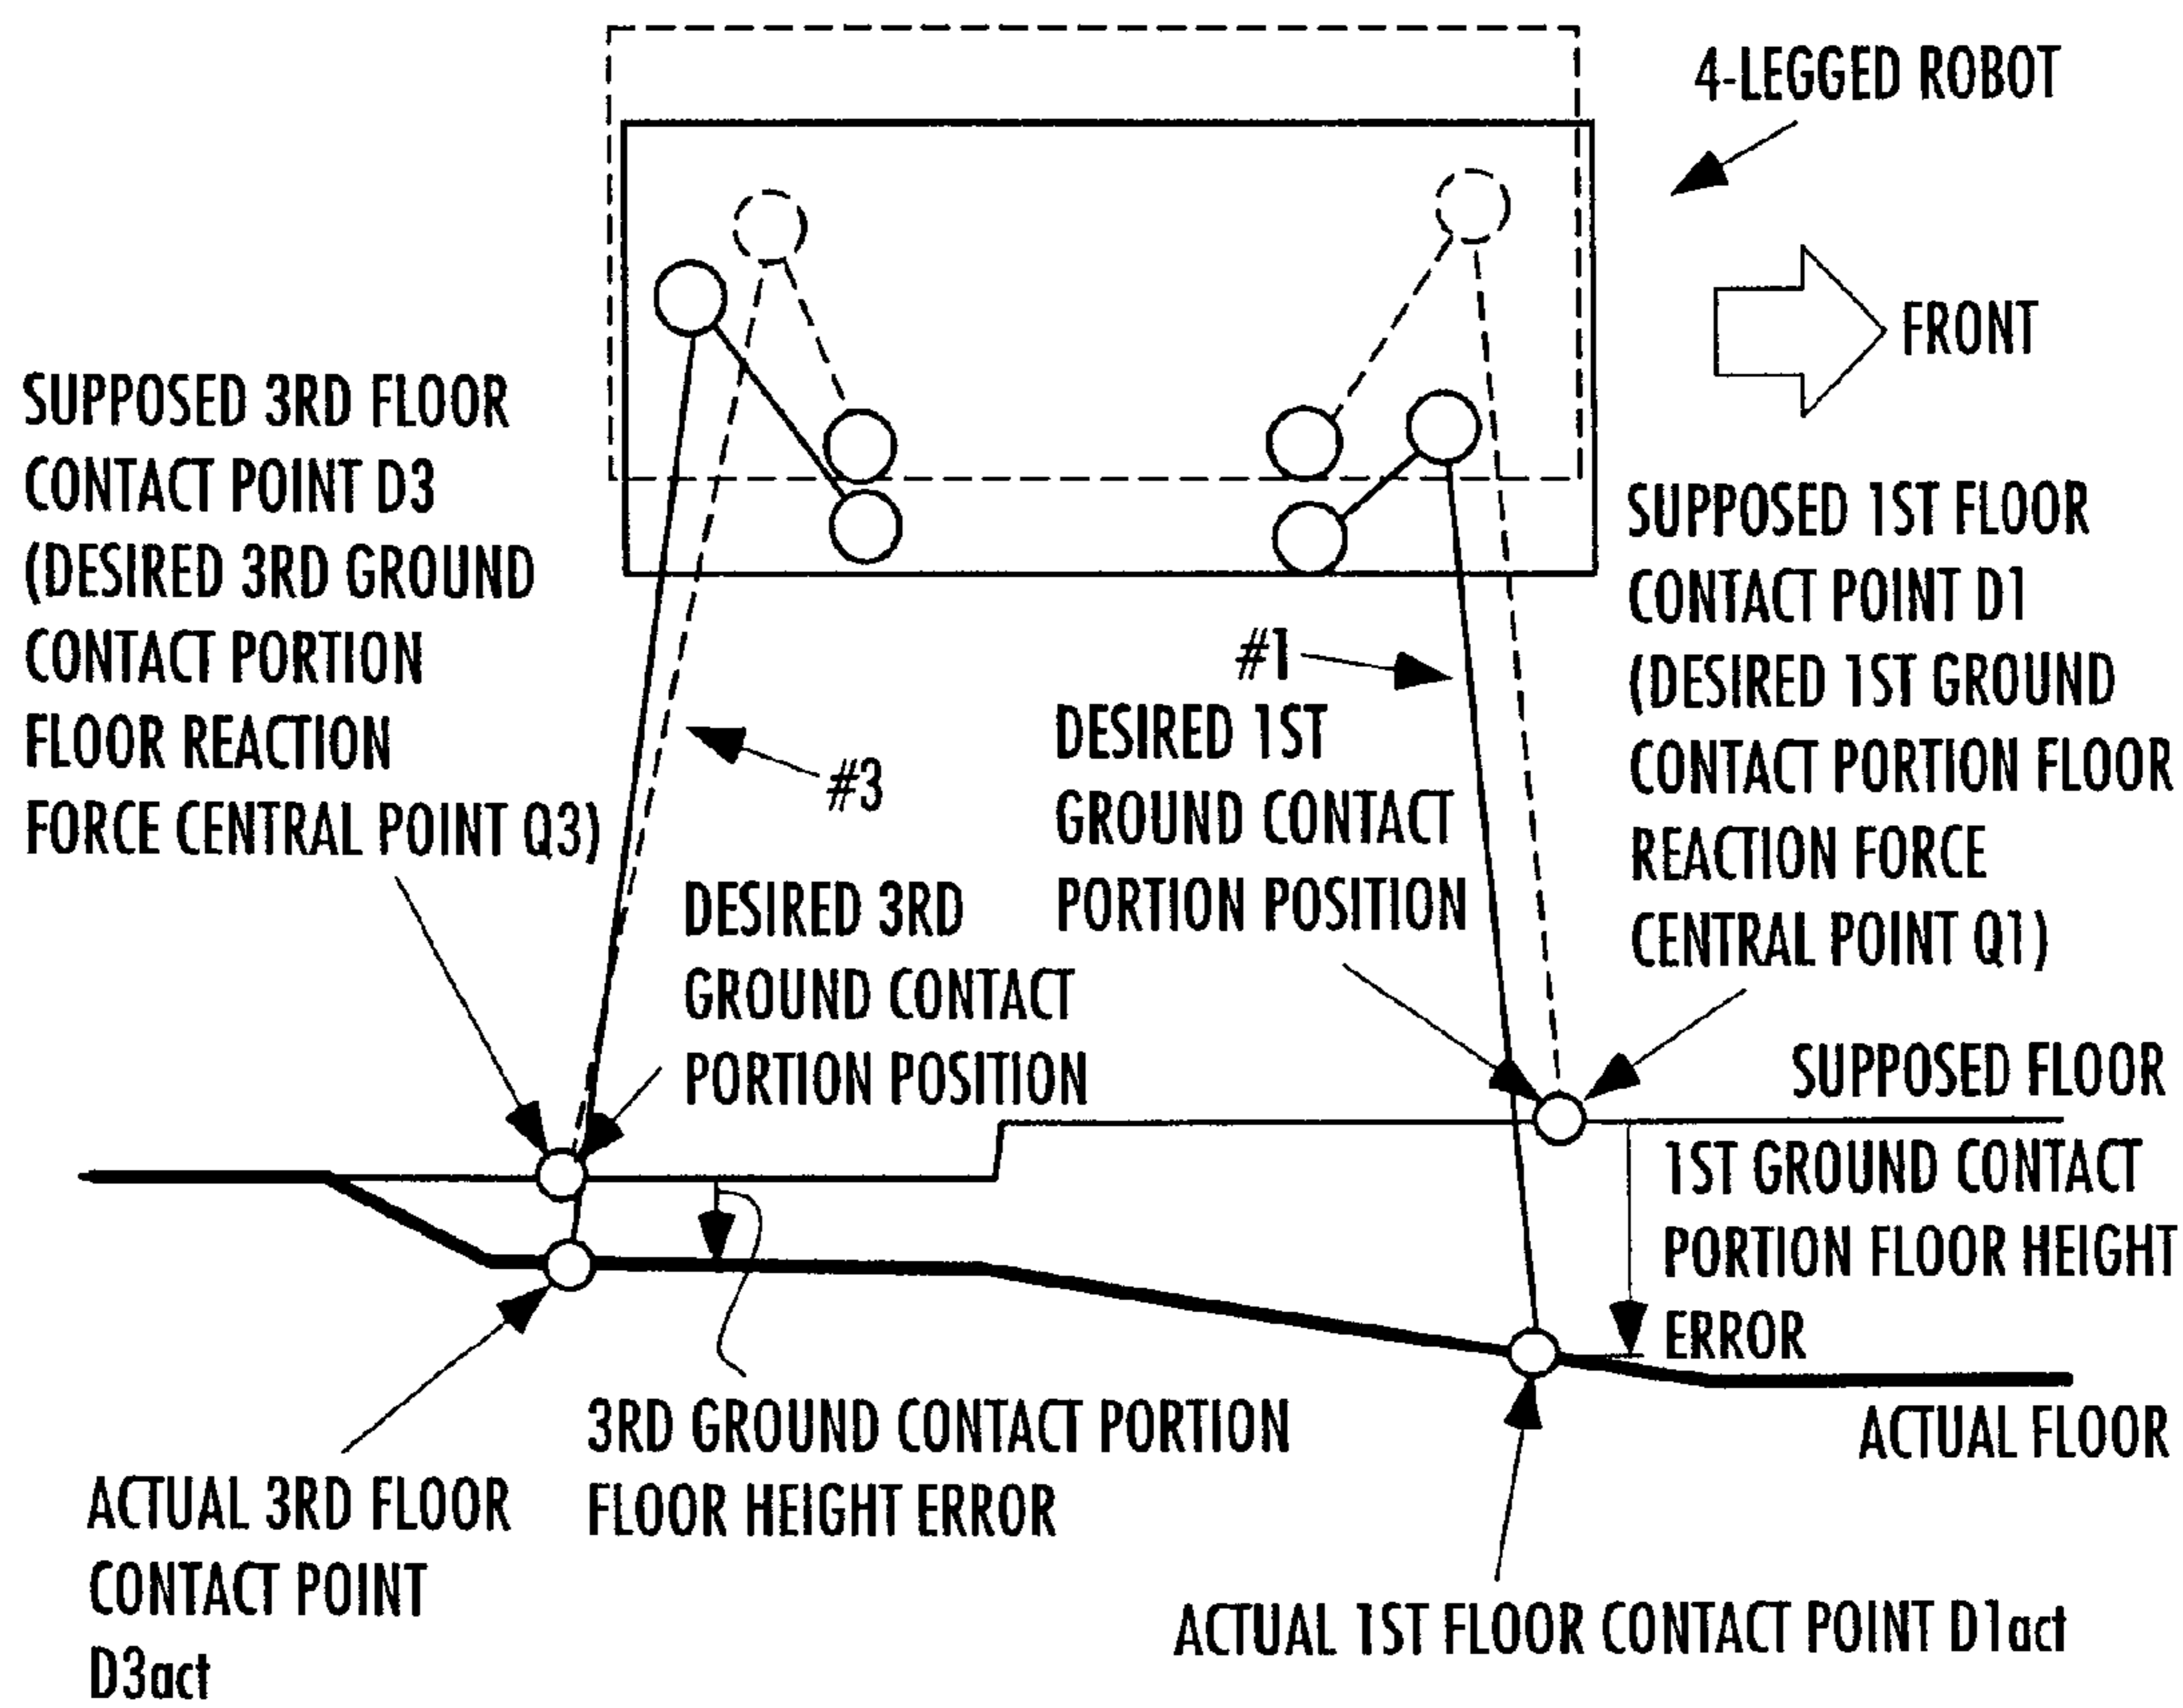 4-LEGGED ROBOT
FRONT
SUPPOSED 3RD FLOOR
CONTACT POINT D3
(DESIRED 3RD GROUND
CONTACT PORTION
FLOOR REACTION
FORCE CENTRAL POINT Q3)
SUPPOSED 1ST FLOOR
CONTACT POINT D1
(DESIRED 1ST GROUND
CONTACT PORTION FLOOR
REACTION FORCE
CENTRAL POINT Q1)
#1
DESIRED 1ST
GROUND CONTACT
PORTION POSITION
#3
DESIRED 3RD
GROUND CONTACT
PORTION POSITION
SUPPOSED FLOOR
1ST GROUND CONTACT
PORTION FLOOR HEIGHT
ERROR
ACTUAL FLOOR
3RD GROUND CONTACT PORTION
FLOOR HEIGHT ERROR
ACTUAL 3RD FLOOR
CONTACT POINT
D3act
ACTUAL 1ST FLOOR CONTACT POINT D1act